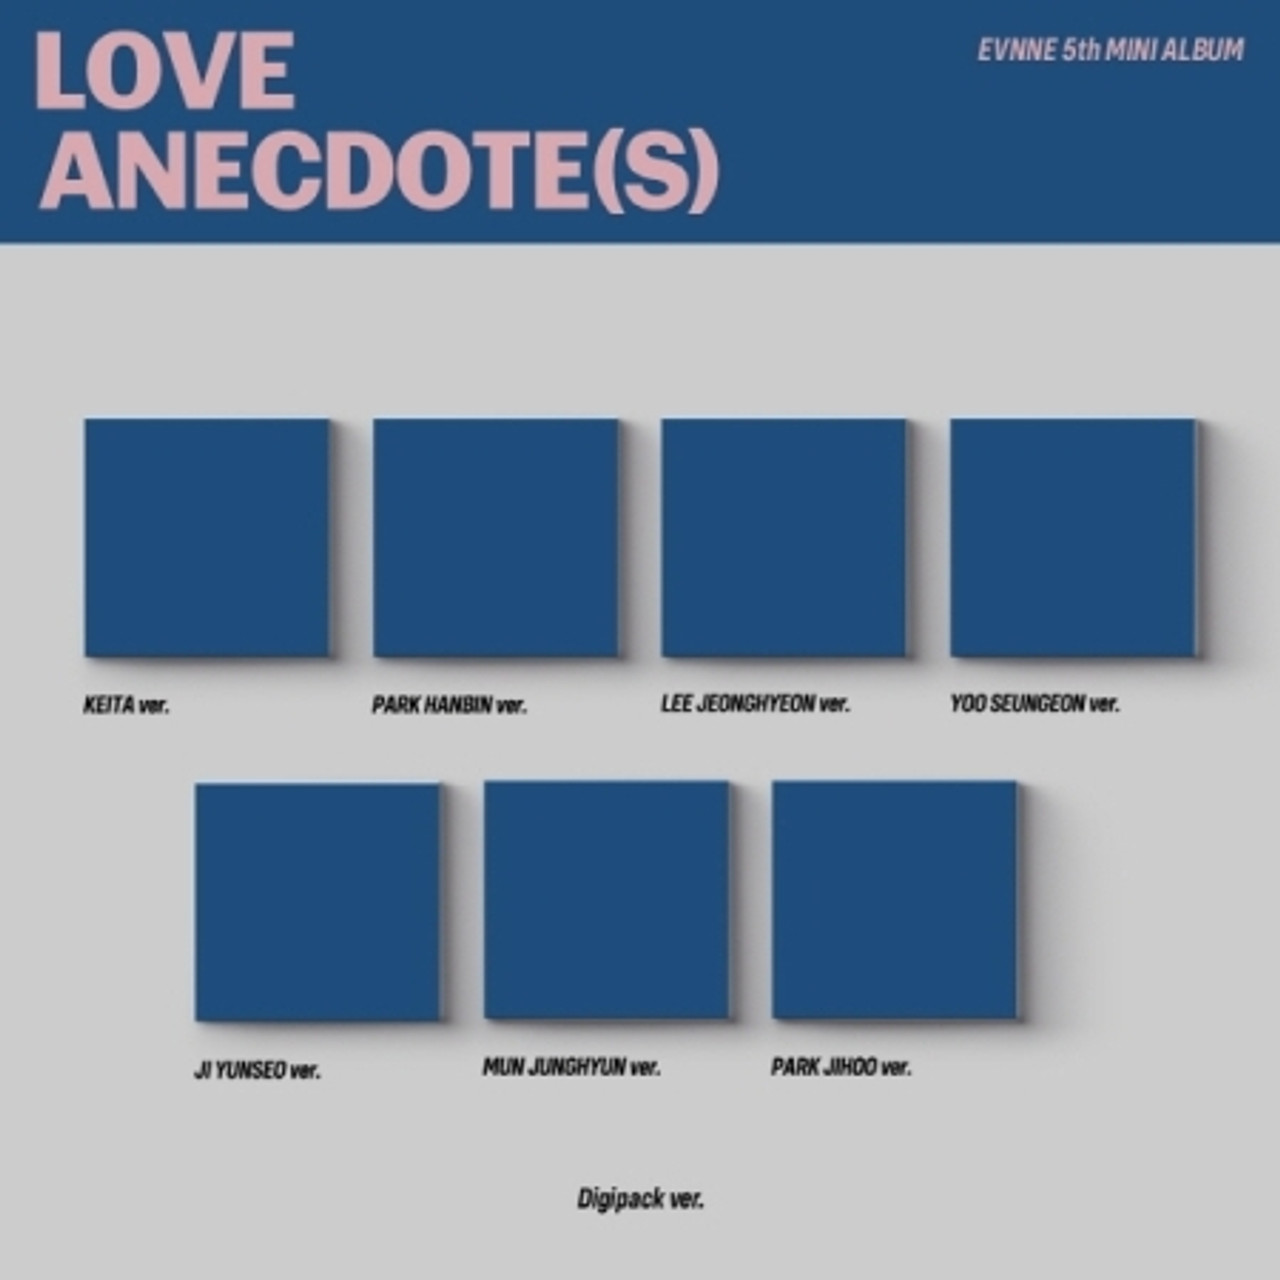 LOVE
ANECDOTE(S)
EVNNE 5th MINI ALBUM
KEITA ver.
PARK HANBIN ver.
LEE JEONGHYEON ver.
YOO SEUNGEON ver.
JI YUNSEO ver.
MUN JUNGHYUN ver.
PARK JIHOO ver.
Digipack ver.